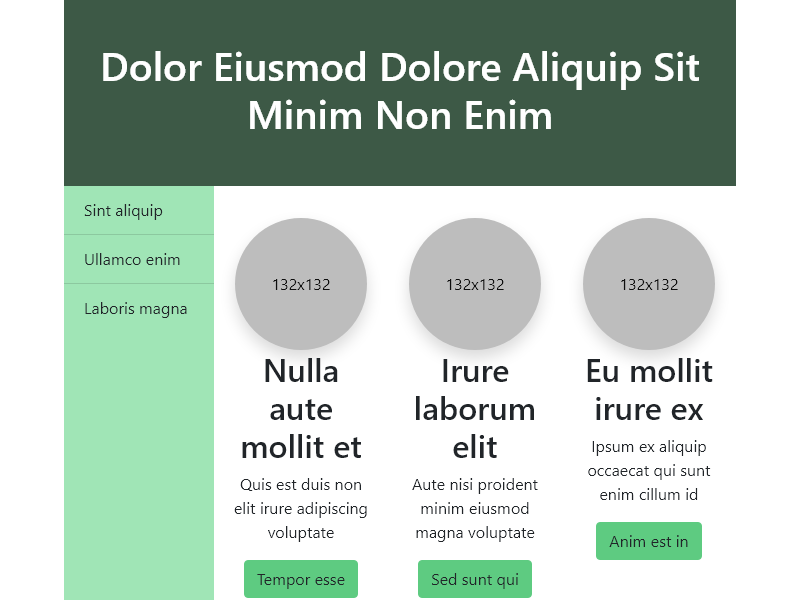 Dolor Eiusmod Dolore Aliquip Sit
Minim Non Enim
Sint aliquip
Ullamco enim
Laboris magna
132x132
Nulla
aute
mollit et
Quis est duis non
elit irure adipiscing
voluptate
Tempor esse
132x132
Irure
laborum
elit
Aute nisi proident
minim eiusmod
magna voluptate
Sed sunt qui
132x132
Eu mollit
irure ex
Ipsum ex aliquip
occaecat qui sunt
enim cillum id
Anim est in